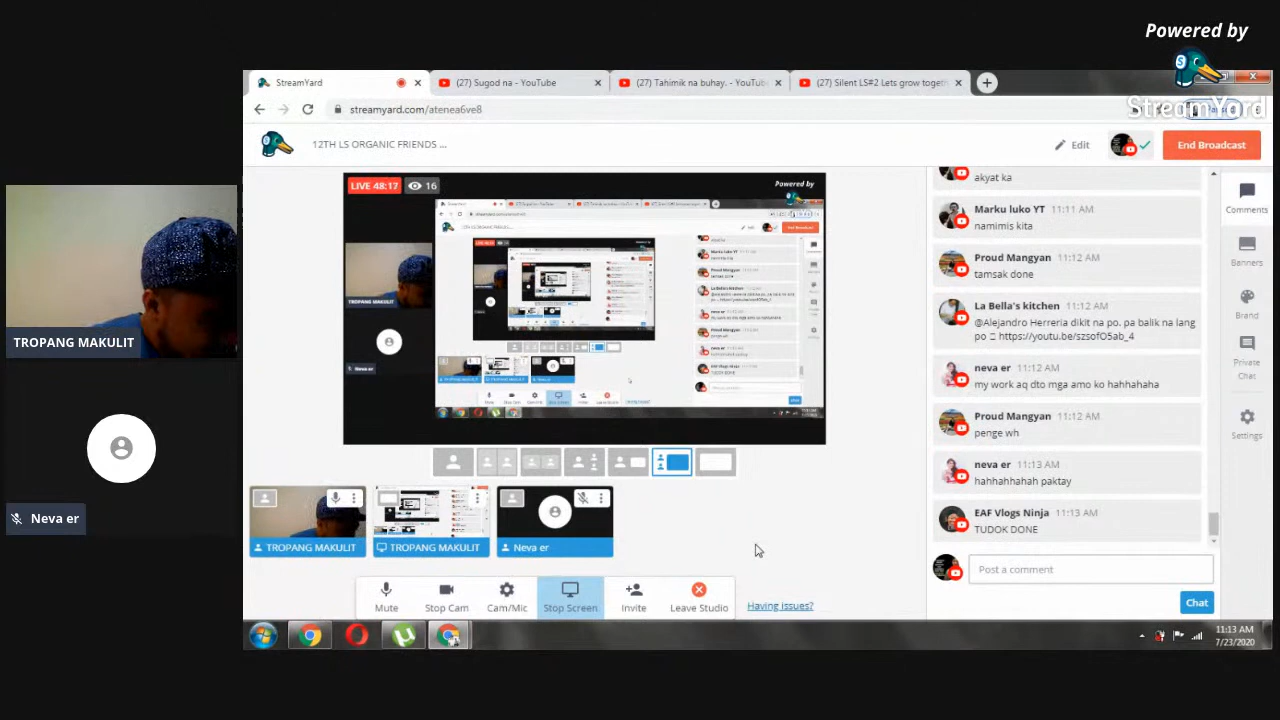 Powered by
StreamYard
StreamYard
(27) Sugod na - YouTube
(27) Tahimik na buhay. - YouTube
(27) Silent LS#2 Lets grow togeth
streamyard.com/atenea6ve8
Paused
12TH LS ORGANIC FRIENDS ...
Edit
End Broadcast
LIVE 48:17
16
Powered by
akyat ka
Marku luko YT 11:11 AM
namimis kita
Proud Mangyan 11:12 AM
tamsak done
La Bella's kitchen 11:12 AM
@Alejandro Herreria dikit na po. pa balik na lang
po https://youtu.be/szsofO5ab_4
neva er 11:12 AM
my work aq dto mga amo ko hahhahaha
Proud Mangyan 11:12 AM
penge wh
neva er 11:13 AM
hahhahahah paktay
EAF Vlogs Ninja 11:13 AM
TUDOK DONE
Post a comment
Chat
Comments
Banners
Brand
Private
Chat
Settings
TROPANG MAKULIT
Neva er
TROPANG MAKULIT
Neva er
TROPANG MAKULIT
TROPANG MAKULIT
Neva er
Mute
Stop Cam
Cam/Mic
Stop Screen
Invite
Leave Studio
Having issues?
11:13 AM
7/23/2020